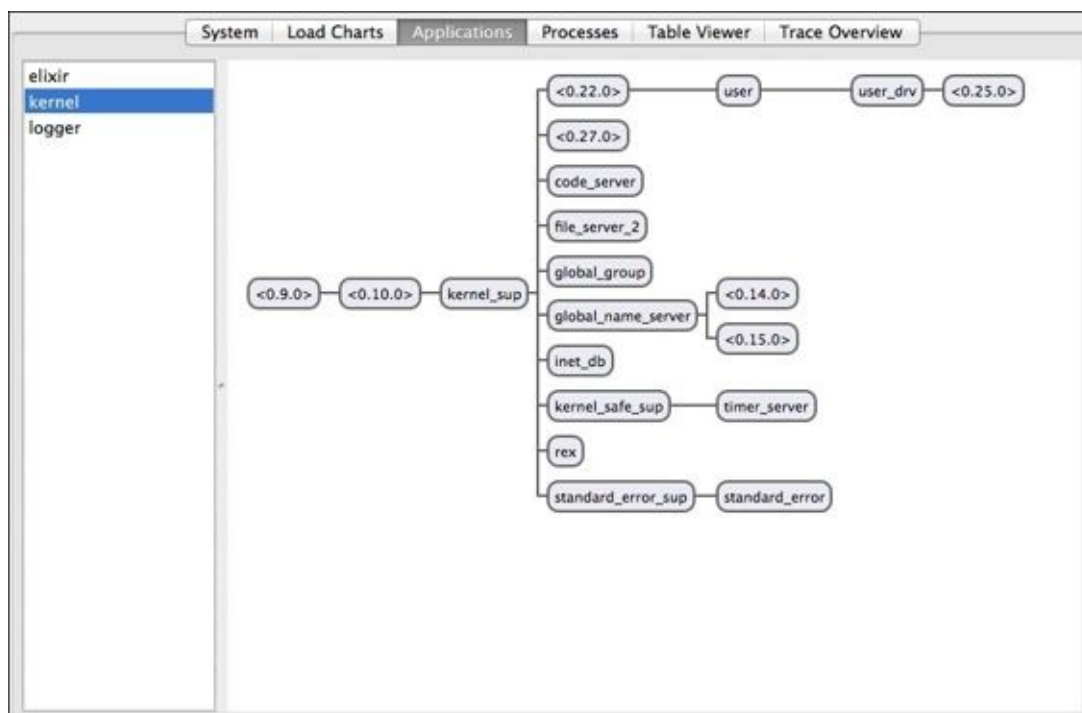 System Load Charts Applications Processes Table Viewer Trace Overview
elixir
kernel
logger
<0.22.0> user user_drv <0.25.0>
<0.27.0>
code_server
file_server_2
global_group
<0.9.0> <0.10.0> kernel_sup <0.14.0>
global_name_server
<0.15.0>
inet_db
kernel_safe_sup timer_server
rex
standard_error_sup standard_error